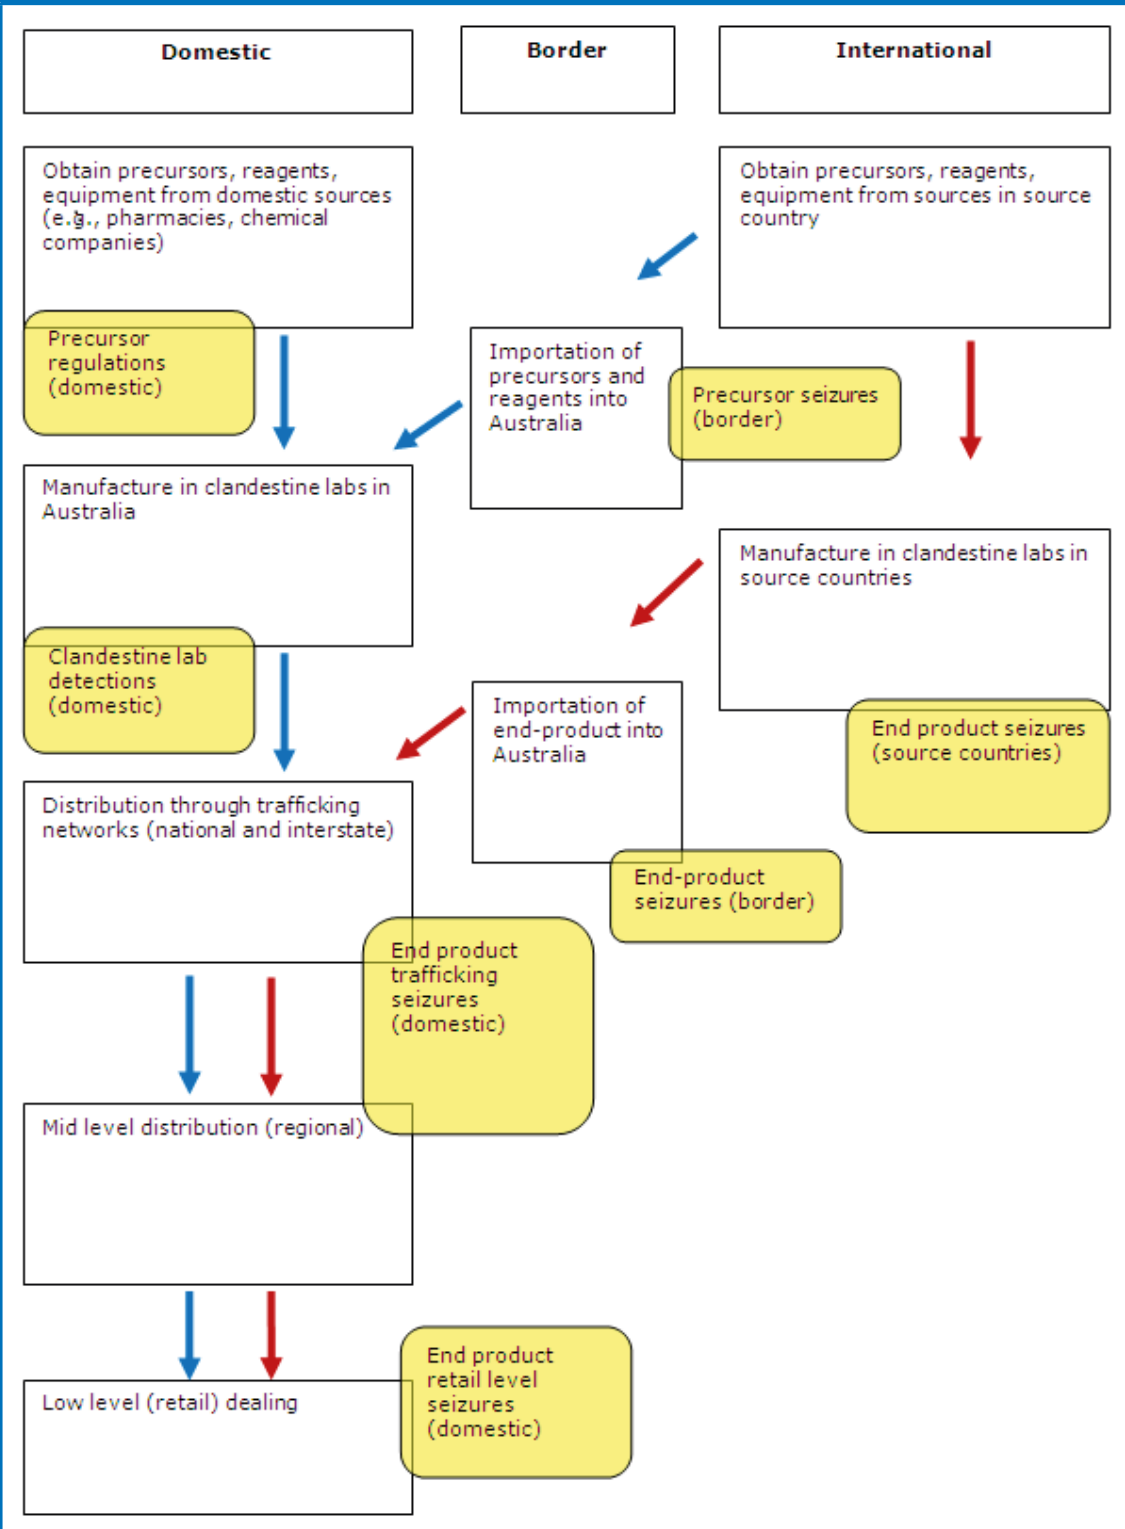 Domestic
Border
International
Obtain precursors, reagents,
equipment from domestic sources
(e.g., pharmacies, chemical
companies)
Obtain precursors, reagents,
equipment from sources in source
country
Precursor
regulations
(domestic)
Importation of
precursors and
reagents into
Australia
Precursor seizures
(border)
Manufacture in clandestine labs in
Australia
Manufacture in clandestine labs in
source countries
Clandestine lab
detections
(domestic)
Importation of
end-product into
Australia
End product seizures
(source countries)
Distribution through trafficking
networks (national and interstate)
End-product
seizures (border)
End product
trafficking
seizures
(domestic)
Mid level distribution (regional)
End product
retail level
seizures
(domestic)
Low level (retail) dealing